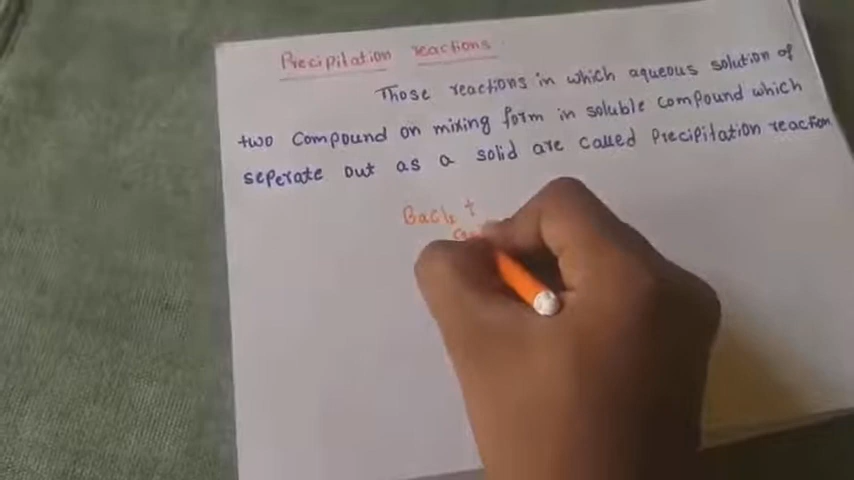 Precipitation reactions
Those reactions in which aqueous solution of
two compound on mixing form in soluble compound which
seperate out as a solid are called Precipitation reaction
BaCl₂ +